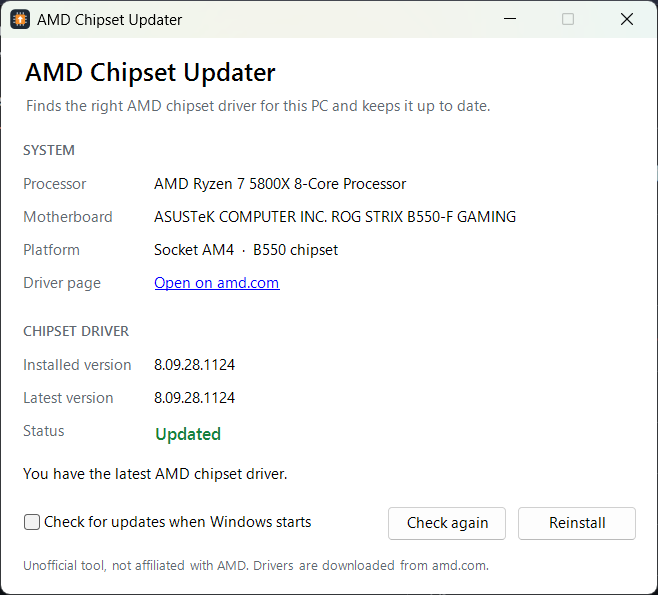 AMD Chipset Updater
AMD Chipset Updater
Finds the right AMD chipset driver for this PC and keeps it up to date.
SYSTEM
Processor AMD Ryzen 7 5800X 8-Core Processor
Motherboard ASUSTeK COMPUTER INC. ROG STRIX B550-F GAMING
Platform Socket AM4 · B550 chipset
Driver page Open on amd.com
CHIPSET DRIVER
Installed version 8.09.28.1124
Latest version 8.09.28.1124
Status Updated
You have the latest AMD chipset driver.
Check for updates when Windows starts Check again Reinstall
Unofficial tool, not affiliated with AMD. Drivers are downloaded from amd.com.